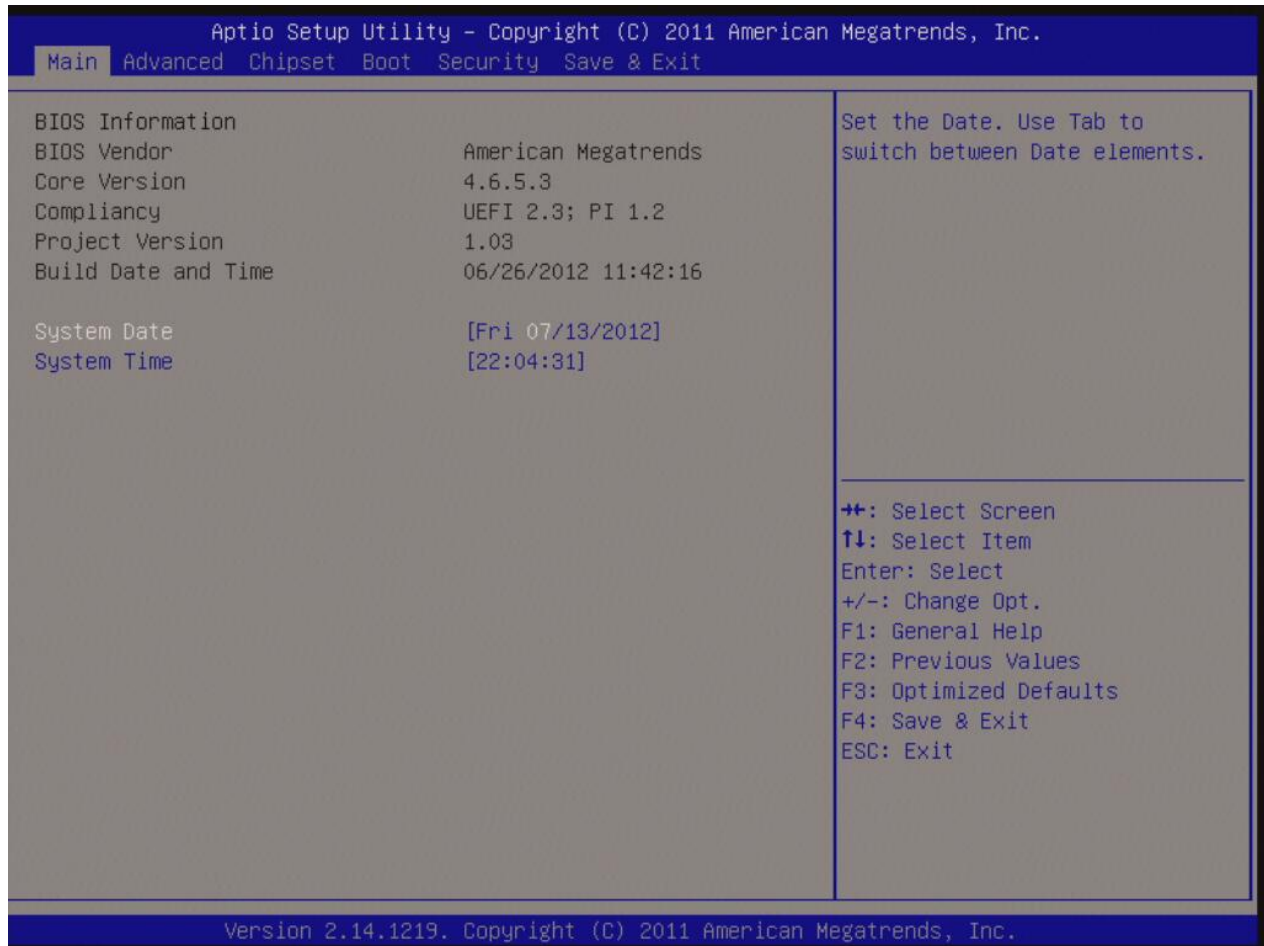 Aptio Setup Utility – Copyright (C) 2011 American Megatrends, Inc.
Main Advanced Chipset Boot Security Save & Exit
BIOS Information
BIOS Vendor American Megatrends
Core Version 4.6.5.3
Compliancy UEFI 2.3; PI 1.2
Project Version 1.03
Build Date and Time 06/26/2012 11:42:16
System Date [Fri 07/13/2012]
System Time [22:04:31]
Set the Date. Use Tab to
switch between Date elements.
→←: Select Screen
↑↓: Select Item
Enter: Select
+/-: Change Opt.
F1: General Help
F2: Previous Values
F3: Optimized Defaults
F4: Save & Exit
ESC: Exit
Version 2.14.1219. Copyright (C) 2011 American Megatrends, Inc.